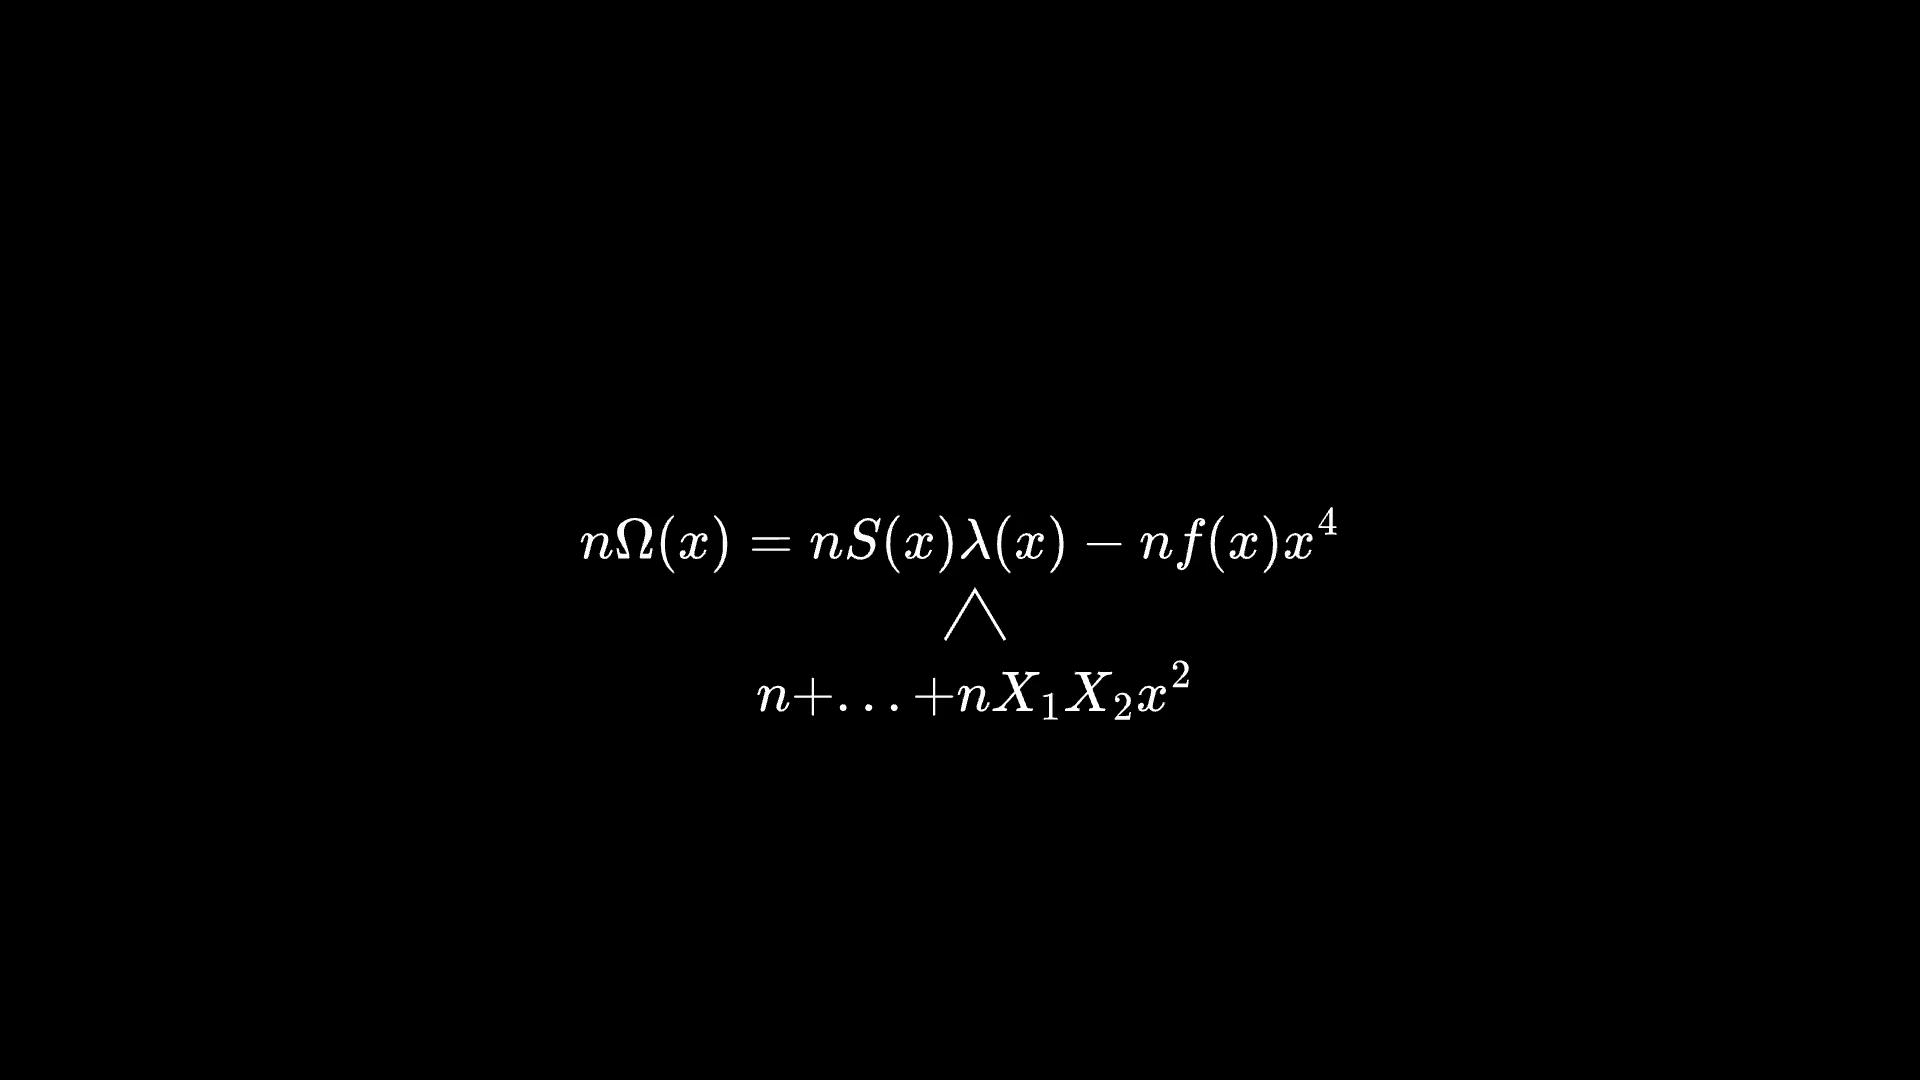 nΩ(x) = nS(x)λ(x) − nf(x)x⁴
n+...+nX₁X₂x²